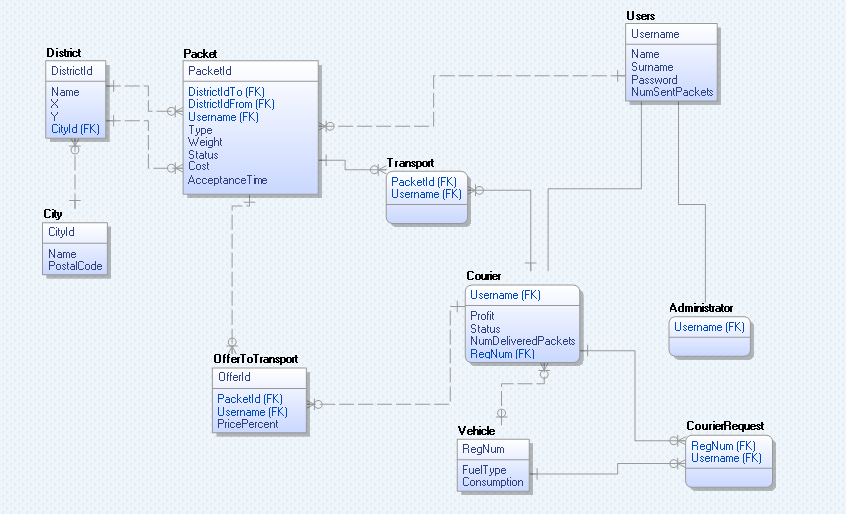 Users
Username
Name
Surname
Password
NumSentPackets
District
DistrictId
Name
X
Y
CityId (FK)
Packet
PacketId
DistrictIdTo (FK)
DistrictIdFrom (FK)
Username (FK)
Type
Weight
Status
Cost
AcceptanceTime
Transport
PacketId (FK)
Username (FK)
City
CityId
Name
PostalCode
Courier
Username (FK)
Profit
Status
NumDeliveredPackets
RegNum (FK)
Administrator
Username (FK)
OfferToTransport
OfferId
PacketId (FK)
Username (FK)
PricePercent
Vehicle
RegNum
FuelType
Consumption
CourierRequest
RegNum (FK)
Username (FK)